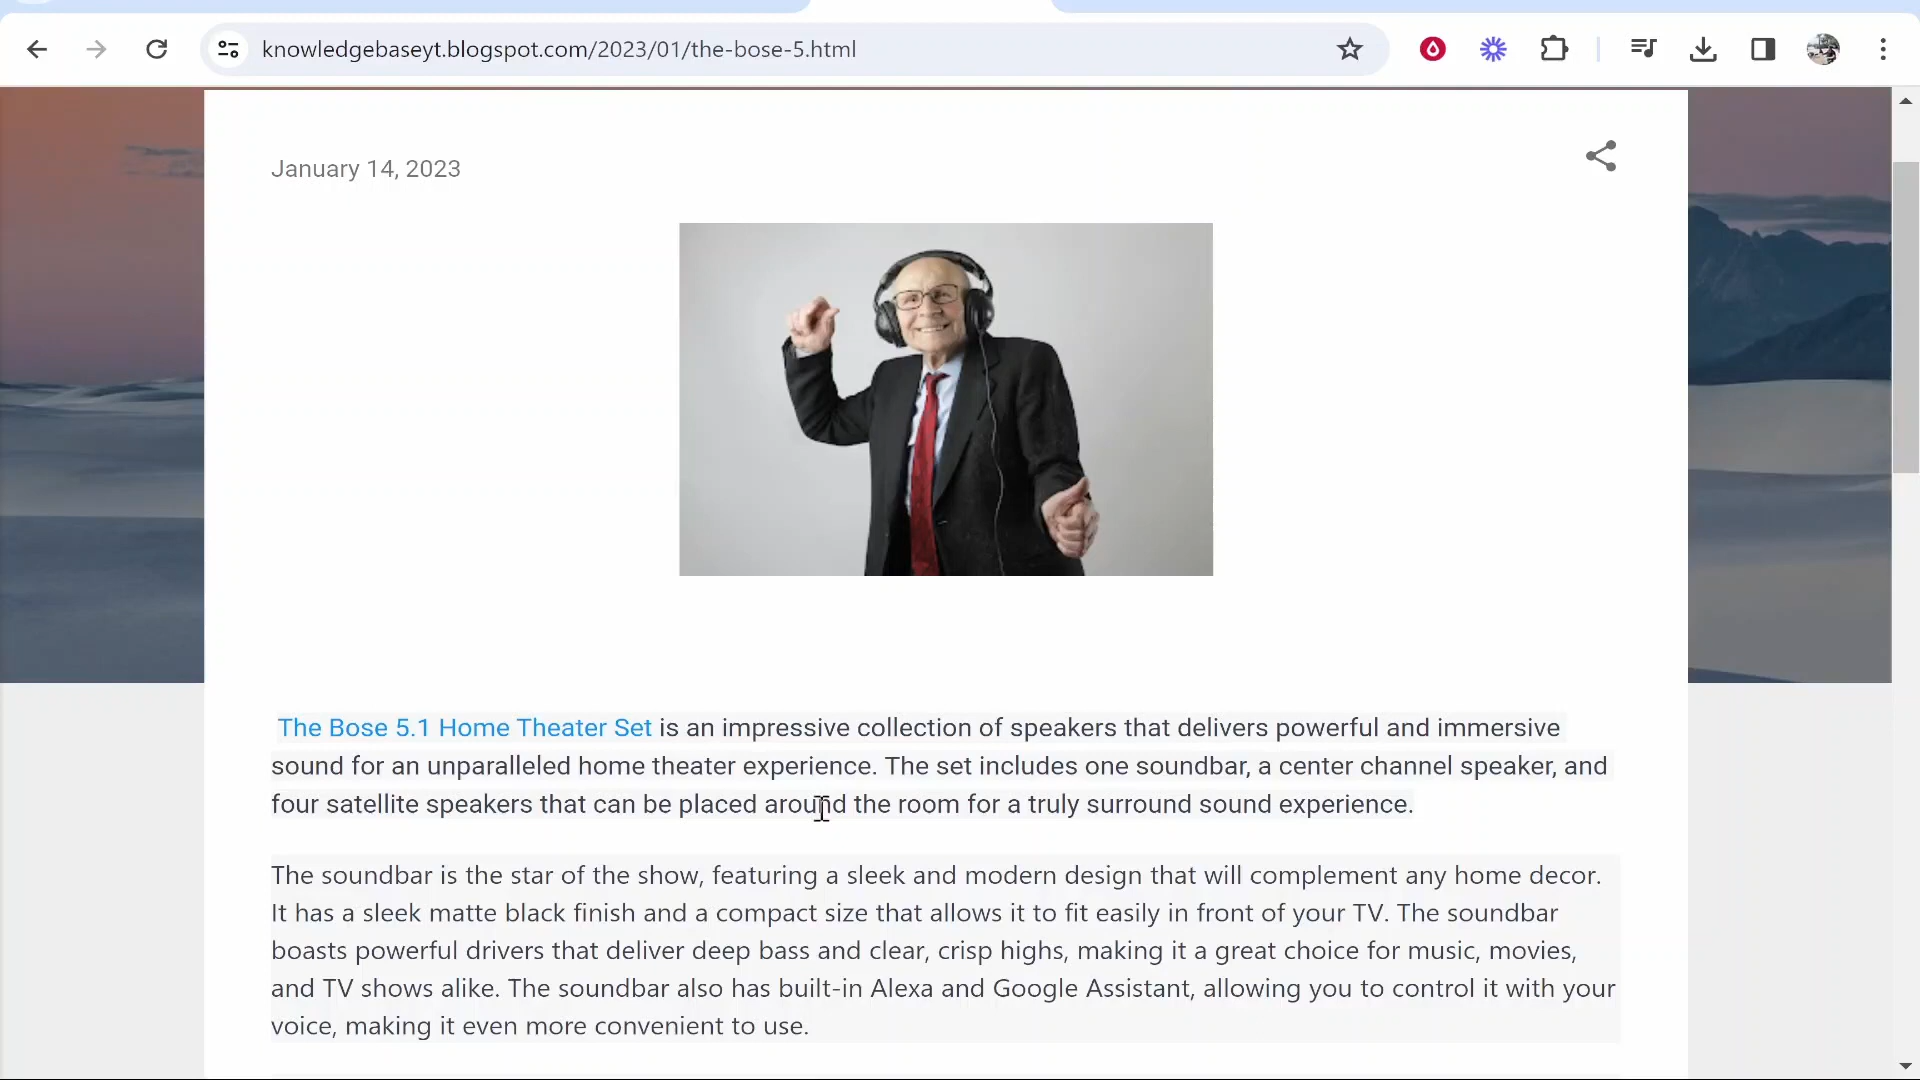 knowledgebaseyt.blogspot.com/2023/01/the-bose-5.html
January 14, 2023
The Bose 5.1 Home Theater Set is an impressive collection of speakers that delivers powerful and immersive
sound for an unparalleled home theater experience. The set includes one soundbar, a center channel speaker, and
four satellite speakers that can be placed around the room for a truly surround sound experience.
The soundbar is the star of the show, featuring a sleek and modern design that will complement any home decor.
It has a sleek matte black finish and a compact size that allows it to fit easily in front of your TV. The soundbar
boasts powerful drivers that deliver deep bass and clear, crisp highs, making it a great choice for music, movies,
and TV shows alike. The soundbar also has built-in Alexa and Google Assistant, allowing you to control it with your
voice, making it even more convenient to use.